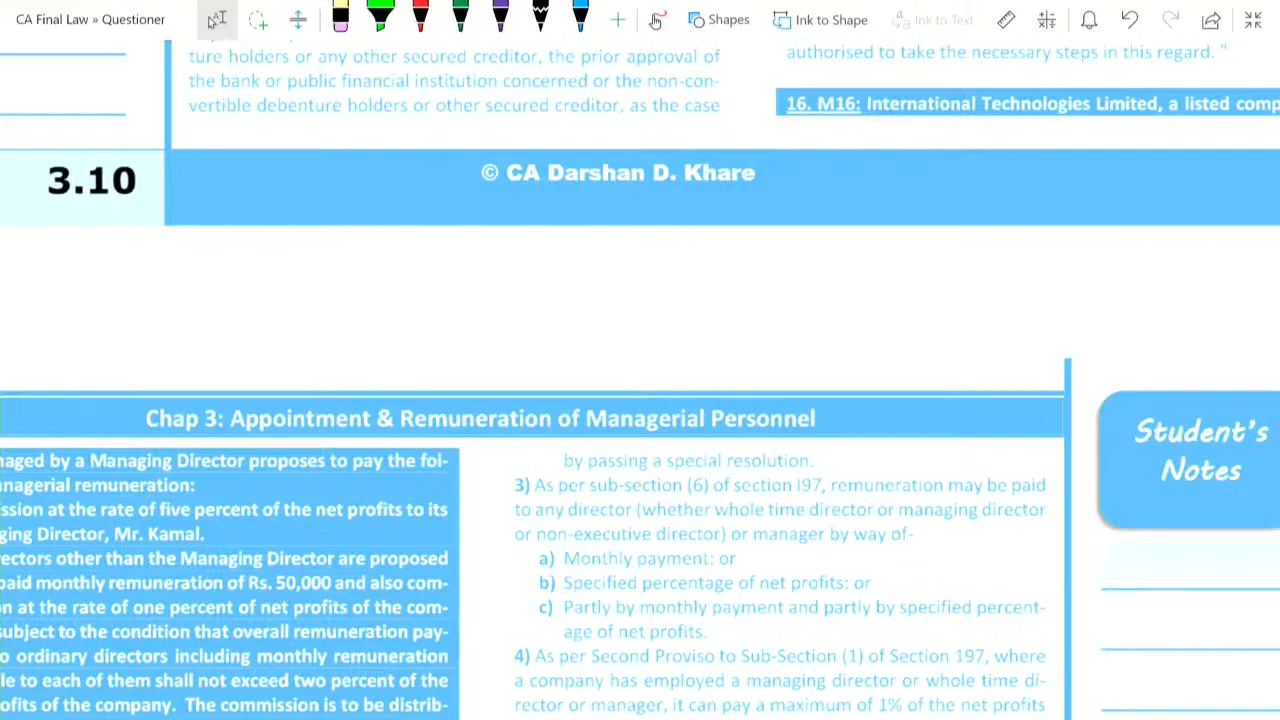 CA Final Law » Questioner
Shapes
Ink to Shape
Ink to Text
ture holders or any other secured creditor, the prior approval of
the bank or public financial institution concerned or the non-con-
vertible debenture holders or other secured creditor, as the case
authorised to take the necessary steps in this regard. "
16. M16: International Technologies Limited, a listed comp
3.10
© CA Darshan D. Khare
Chap 3: Appointment & Remuneration of Managerial Personnel
naged by a Managing Director proposes to pay the fol-
anagerial remuneration:
ission at the rate of five percent of the net profits to its
ging Director, Mr. Kamal.
rectors other than the Managing Director are proposed
paid monthly remuneration of Rs. 50,000 and also com-
n at the rate of one percent of net profits of the com-
subject to the condition that overall remuneration pay-
o ordinary directors including monthly remuneration
le to each of them shall not exceed two percent of the
ofits of the company. The commission is to be distrib-
by passing a special resolution.
3) As per sub-section (6) of section I97, remuneration may be paid
to any director (whether whole time director or managing director
or non-executive director) or manager by way of-
a) Monthly payment: or
b) Specified percentage of net profits: or
c) Partly by monthly payment and partly by specified percent-
age of net profits.
4) As per Second Proviso to Sub-Section (1) of Section 197, where
a company has employed a managing director or whole time di-
rector or manager, it can pay a maximum of 1% of the net profits
Student's
Notes